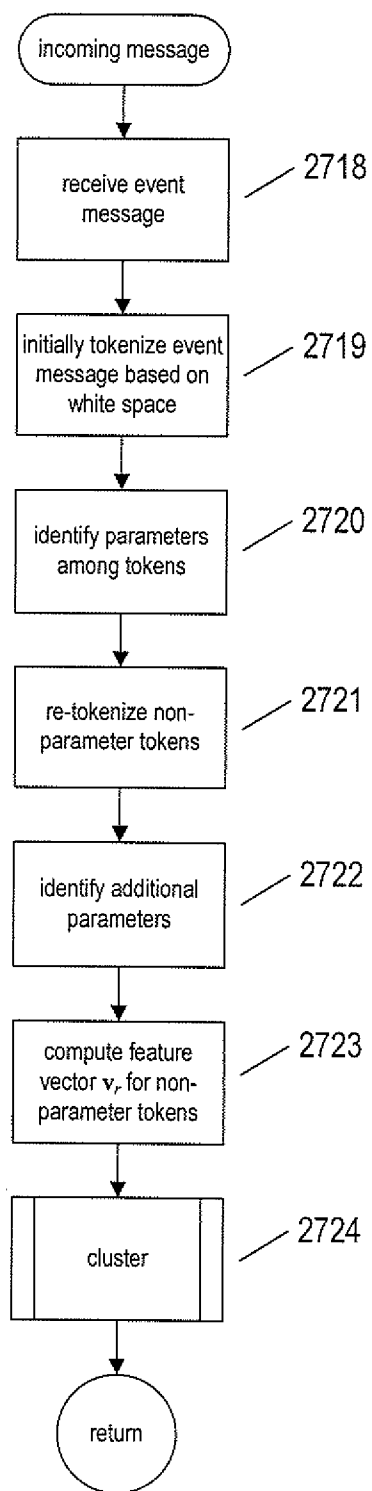 incoming message
receive event
message
2718
initially tokenize event
message based on
white space
2719
identify parameters
among tokens
2720
re-tokenize non-
parameter tokens
2721
identify additional
parameters
2722
compute feature
vector vᵣ for non-
parameter tokens
2723
cluster
2724
return